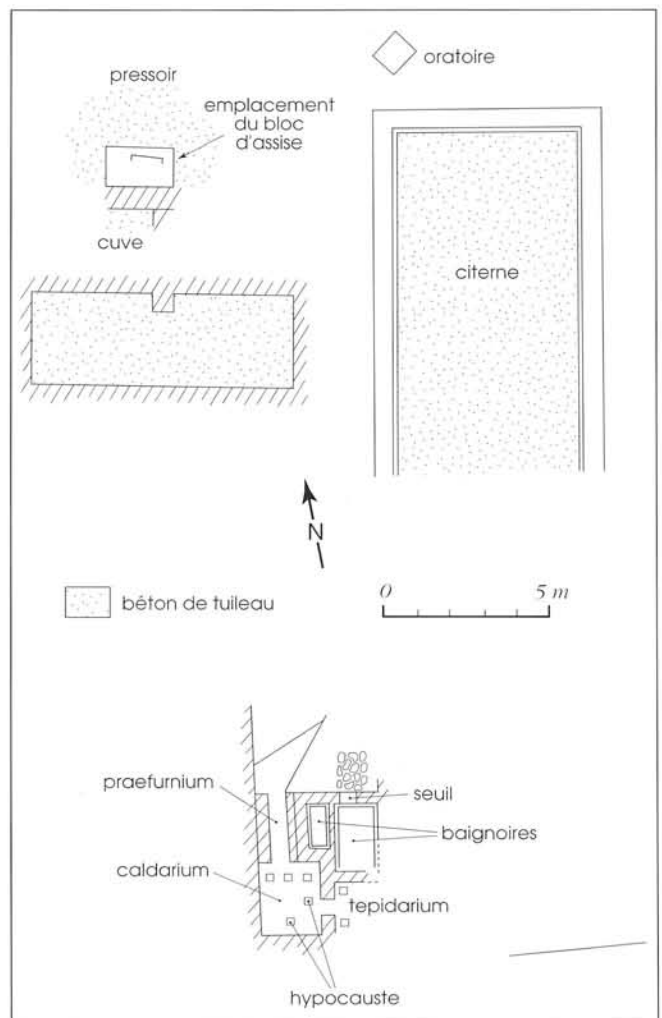 pressoir
oratoire
emplacement
du bloc
d'assise
cuve
citerne
N
béton de tuileau
0 5 m
praefurnium
seuil
baignoires
caldarium
tepidarium
hypocauste